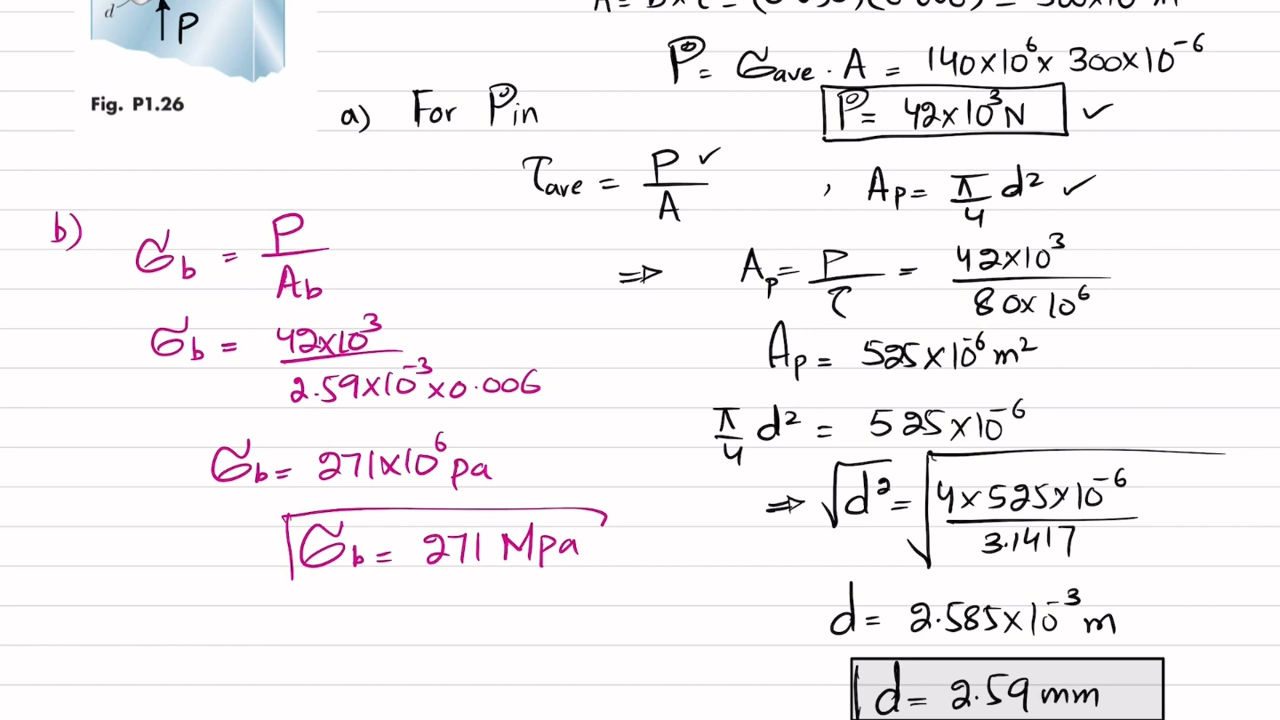 d
P
Fig. P1.26
P = σave · A = 140×10⁶ × 300×10⁻⁶
P = 42×10³N ✓
a) For Pin
τave = P ✓ / A , Ap = π/4 d² ✓
⇒ Ap = P/τ = 42×10³ / 80×10⁶
Ap = 525×10⁻⁶ m²
π/4 d² = 525×10⁻⁶
⇒ √d² = √(4×525×10⁻⁶ / 3.1417)
d = 2.585×10⁻³ m
d = 2.59 mm
b) σb = P / Ab
σb = 42×10³ / 2.59×10⁻³ × 0.006
σb = 271×10⁶ pa
σb = 271 Mpa